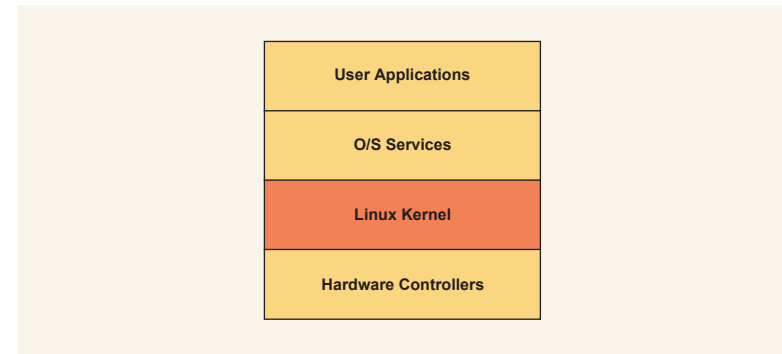 User Applications
O/S Services
Linux Kernel
Hardware Controllers